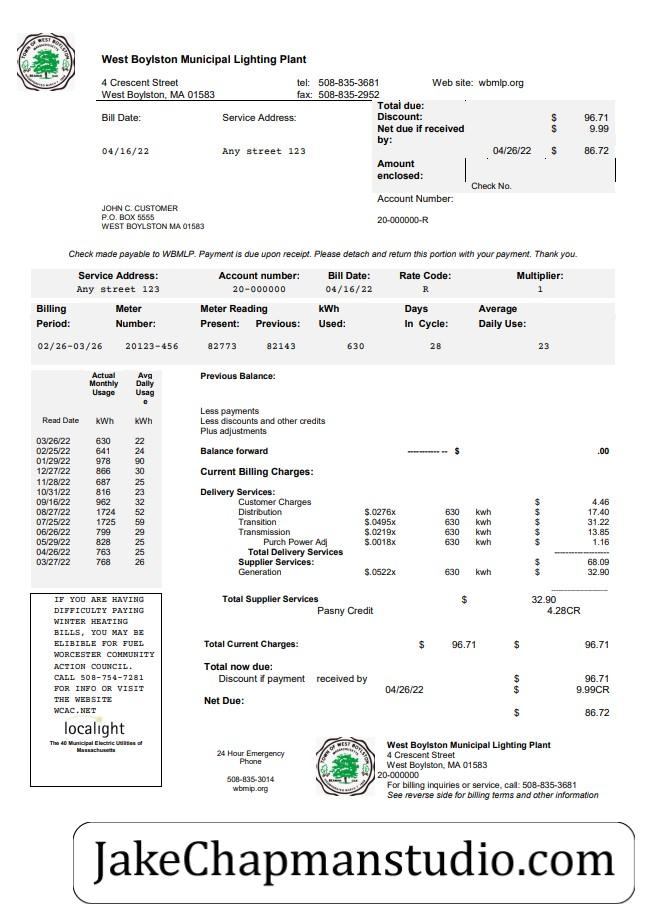 West Boylston Municipal Lighting Plant
4 Crescent Street tel: 508-835-3681 Web site: wbmlp.org
West Boylston, MA 01583 fax: 508-835-2952
Total due:
Bill Date: Service Address: Discount: $ 96.71
Net due if received $ 9.99
by:
04/16/22 Any street 123 04/26/22 $ 86.72
Amount
enclosed:
Check No.
Account Number:
JOHN C. CUSTOMER
P.O. BOX 5555 20-000000-R
WEST BOYLSTON MA 01583
Check made payable to WBMLP. Payment is due upon receipt. Please detach and return this portion with your payment. Thank you.
Service Address: Account number: Bill Date: Rate Code: Multiplier:
Any street 123 20-000000 04/16/22 R 1
Billing Meter Meter Reading kWh Days Average
Period: Number: Present: Previous: Used: In Cycle: Daily Use:
02/26-03/26 20123-456 82773 82143 630 28 23
Actual Avg
Monthly Daily
Usage Usag
e
Read Date kWh kWh
03/26/22 630 22
02/25/22 641 24
01/29/22 978 90
12/27/22 866 30
11/28/22 687 25
10/31/22 816 23
09/16/22 962 32
08/27/22 1724 52
07/25/22 1725 59
06/26/22 799 29
05/29/22 828 25
04/26/22 763 25
03/27/22 768 26
Previous Balance:
Less payments
Less discounts and other credits
Plus adjustments
Balance forward ---------- -- $ .00
Current Billing Charges:
Delivery Services:
Customer Charges $ 4.46
Distribution $.0276x 630 kwh $ 17.40
Transition $.0495x 630 kwh $ 31.22
Transmission $.0219x 630 kwh $ 13.85
Purch Power Adj $.0018x 630 kwh $ 1.16
Total Delivery Services -------------------
Supplier Services: $ 68.09
Generation $.0522x 630 kwh $ 32.90
-------------------
Total Supplier Services $ 32.90
Pasny Credit 4.28CR
Total Current Charges: $ 96.71 $ 96.71
Total now due:
Discount if payment received by $ 96.71
04/26/22 $ 9.99CR
Net Due:
$ 86.72
IF YOU ARE HAVING
DIFFICULTY PAYING
WINTER HEATING
BILLS, YOU MAY BE
ELIBIBLE FOR FUEL
WORCESTER COMMUNITY
ACTION COUNCIL.
CALL 508-754-7281
FOR INFO OR VISIT
THE WEBSITE
WCAC.NET
localight
The 40 Municipal Electric Utilities of
Massachusetts
24 Hour Emergency
Phone
508-835-3014
wbmip.org
West Boylston Municipal Lighting Plant
4 Crescent Street
West Boylston, MA 01583
20-000000
For billing inquiries or service, call: 508-835-3681
See reverse side for billing terms and other information
JakeChapmanstudio.com